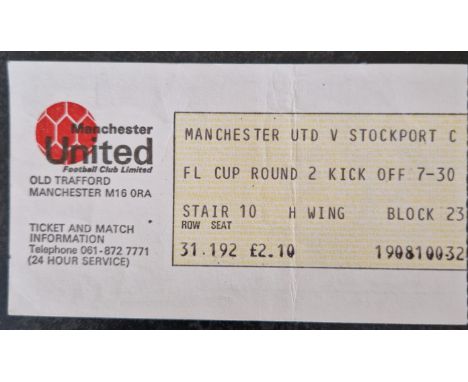 Manchester
United
Football Club Limited
OLD TRAFFORD
MANCHESTER M16 0RA
TICKET AND MATCH
INFORMATION
Telephone 061-872 7771
(24 HOUR SERVICE)
MANCHESTER UTD V STOCKPORT C
FL CUP ROUND 2 KICK OFF 7-30
STAIR 10 H WING BLOCK 23
ROW SEAT
31.192 £2.10 190810032